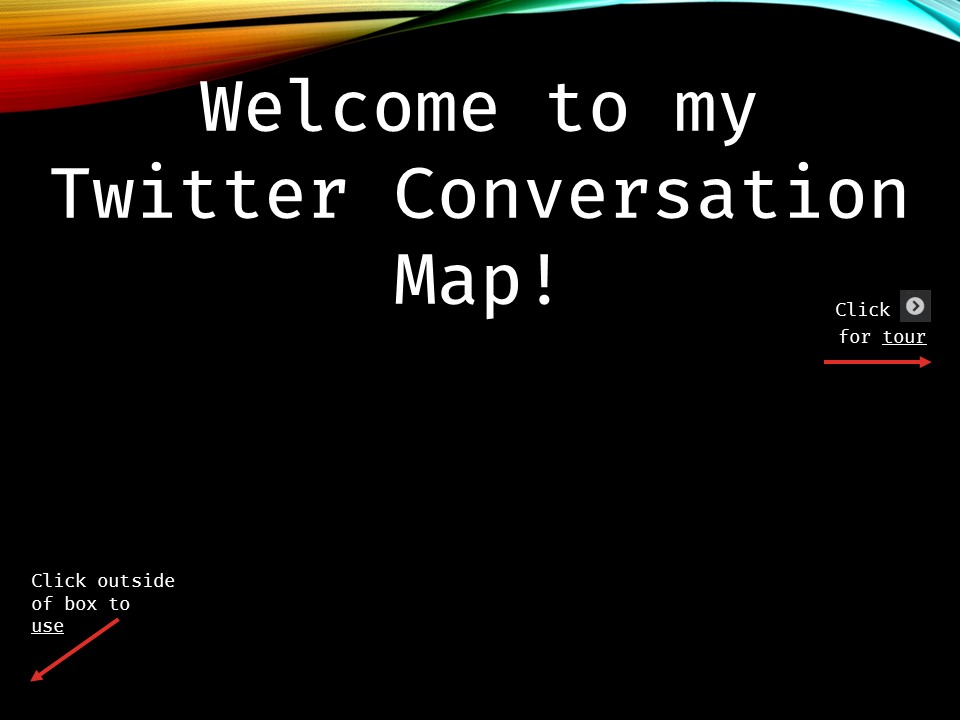 Welcome to my
Twitter Conversation
Map!
Click
for tour
Click outside
of box to
use